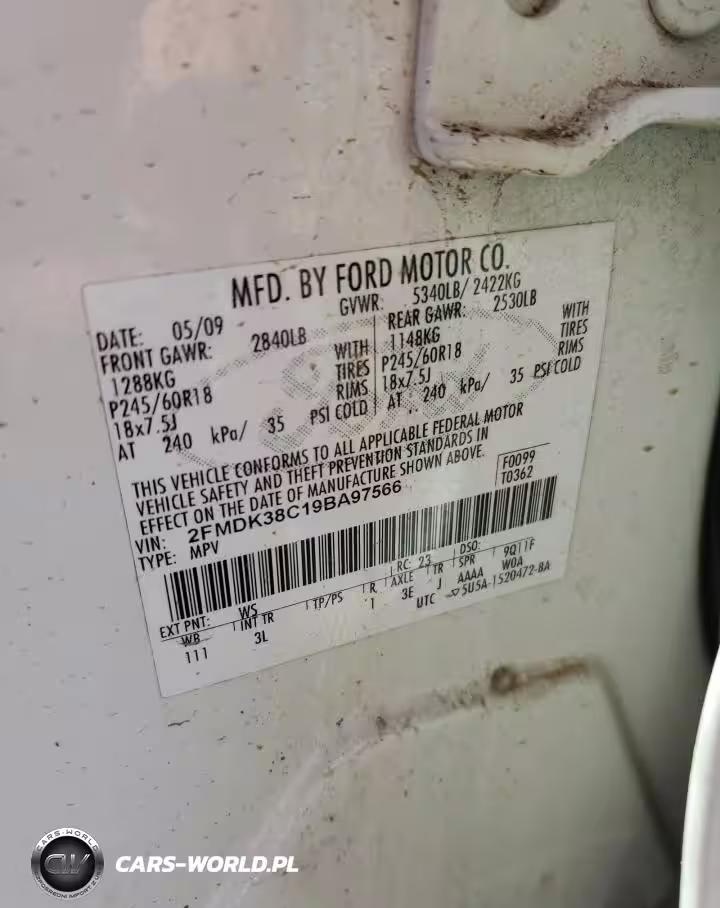 MFD. BY FORD MOTOR CO.
DATE: 05/09 GVWR: 5340LB/ 2422KG
FRONT GAWR: 2840LB REAR GAWR: 2530LB
1288KG WITH 1148KG WITH
P245/60R18 TIRES P245/60R18 TIRES
18x7.5J RIMS 18x7.5J RIMS
AT 240 kPa/ 35 PSI COLD AT 240 kPa/ 35 PSI COLD
THIS VEHICLE CONFORMS TO ALL APPLICABLE FEDERAL MOTOR
VEHICLE SAFETY AND THEFT PREVENTION STANDARDS IN
EFFECT ON THE DATE OF MANUFACTURE SHOWN ABOVE.
F0099
T0362
VIN: 2FMDK38C19BA97566
TYPE: MPV
EXT PNT: WS RC: 23 DSO: 9Q11F
WB INT TR TP/PS R AXLE TR SPR W0A
111 3L 1 3E J AAAA
UTC 5U5A-1520472-BA
CARS-WORLD
CW
CARS-WORLD.PL